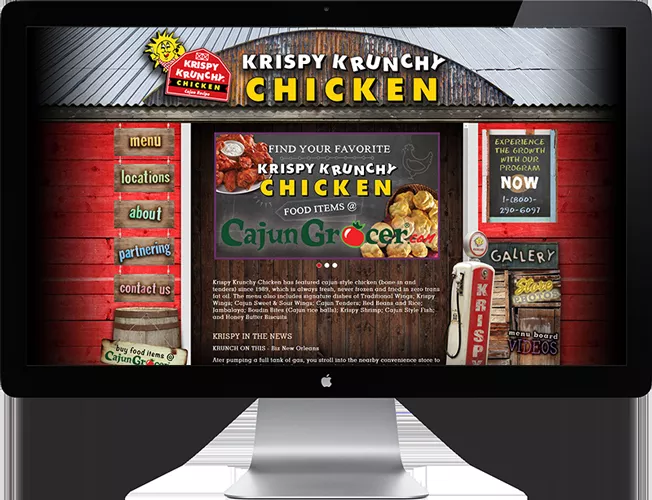 KRISPY
KRUNCHY
CHICKEN
Cajun Recipe
KRISPY KRUNCHY
CHICKEN
menu
locations
about
partnering
contact us
buy food items @
CajunGrocer
FIND YOUR FAVORITE
KRISPY KRUNCHY
CHICKEN
FOOD ITEMS @
CajunGrocer.com
Krispy Krunchy Chicken has featured cajun style chicken (bone in and
tenders) since 1989, which is always fresh, never frozen and fried in zero trans
fat oil. The menu also includes signature dishes of Traditional Wings; Krispy
Wings; Cajun Sweet & Sour Wings; Cajun Tenders; Red Beans and Rice;
Jambalaya; Boudin Bites (Cajun rice balls); Krispy Shrimp; Cajun Style Fish;
and Honey Butter Biscuits
KRISPY IN THE NEWS
KRUNCH ON THIS - Biz New Orleans
After pumping a full tank of gas, you stroll into the nearby convenience store to
EXPERIENCE
THE GROWTH
WITH OUR
PROGRAM
NOW
1-(800)-
290-6097
GALLERY
Store
PHOTOS
menu board
VIDEOS
KRISPY